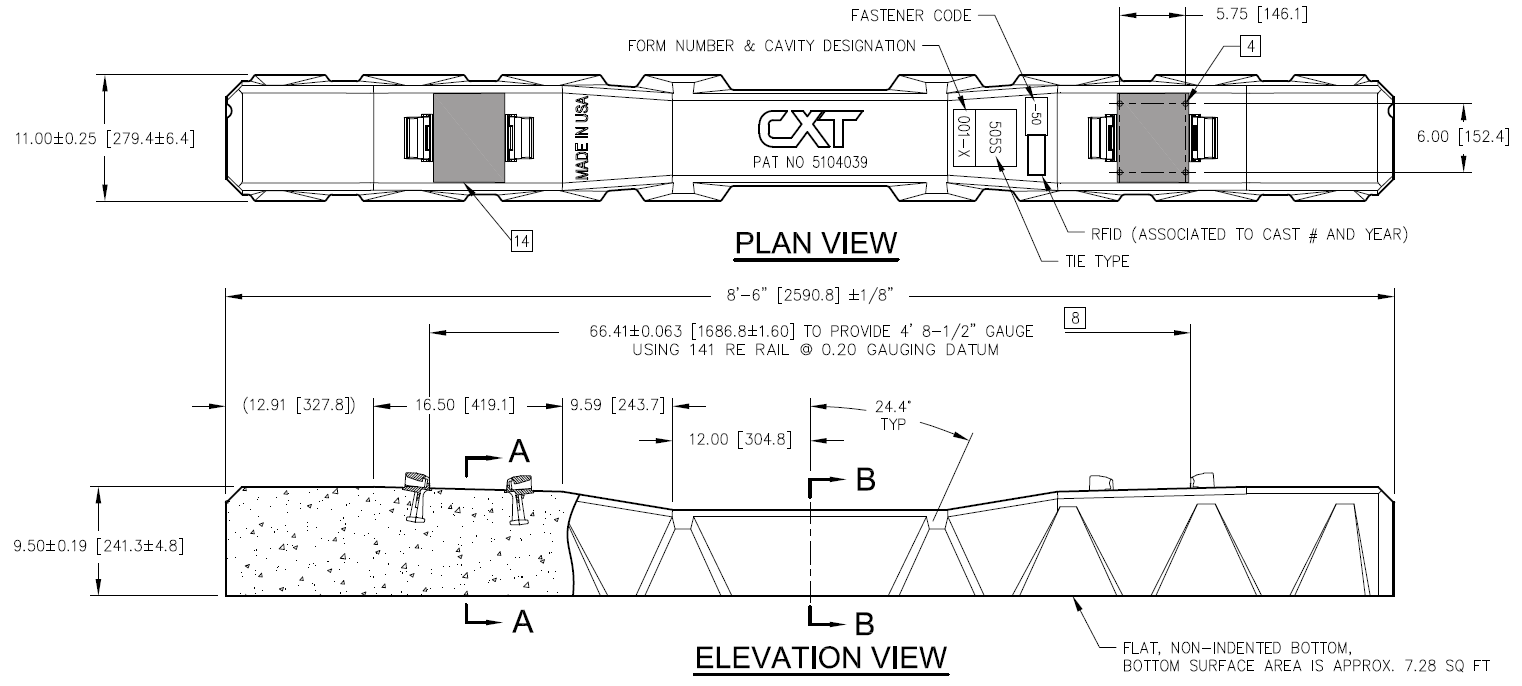 FASTENER CODE
5.75 [146.1]
FORM NUMBER & CAVITY DESIGNATION
4
11.00±0.25 [279.4±6.4]
MADE IN USA
CXT
PAT NO 5104039
001-X
505S
-50
6.00 [152.4]
14
PLAN VIEW
RFID (ASSOCIATED TO CAST # AND YEAR)
TIE TYPE
8'-6" [2590.8] ±1/8"
66.41±0.063 [1686.8±1.60] TO PROVIDE 4' 8-1/2" GAUGE
USING 141 RE RAIL @ 0.20 GAUGING DATUM
8
(12.91 [327.8])
16.50 [419.1]
9.59 [243.7]
24.4°
TYP
12.00 [304.8]
A
B
9.50±0.19 [241.3±4.8]
A
B
ELEVATION VIEW
FLAT, NON-INDENTED BOTTOM,
BOTTOM SURFACE AREA IS APPROX. 7.28 SQ FT